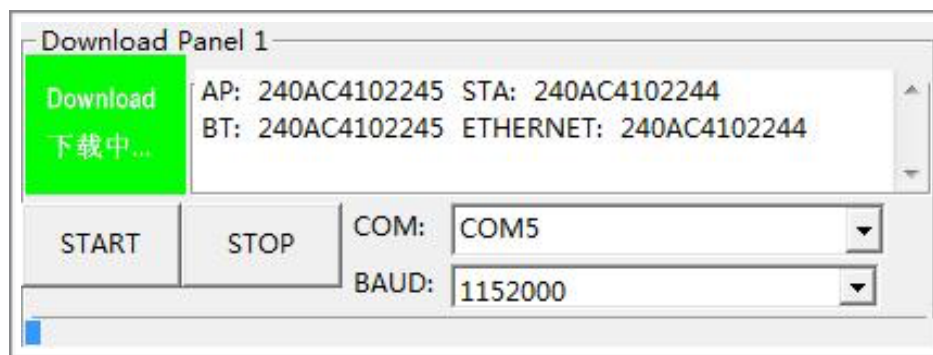 Download Panel 1
Download
下载中...
AP: 240AC4102245 STA: 240AC4102244
BT: 240AC4102245 ETHERNET: 240AC4102244
START
STOP
COM:
COM5
BAUD:
1152000